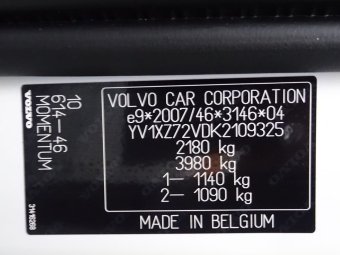 VOLVO CAR CORPORATION
e9*2007/46*3146*04
YV1XZ72VDK2109325
2180 kg
3980 kg
1– 1140 kg
2– 1090 kg
MADE IN BELGIUM
10
614–46
MOMENTUM
VOLVO